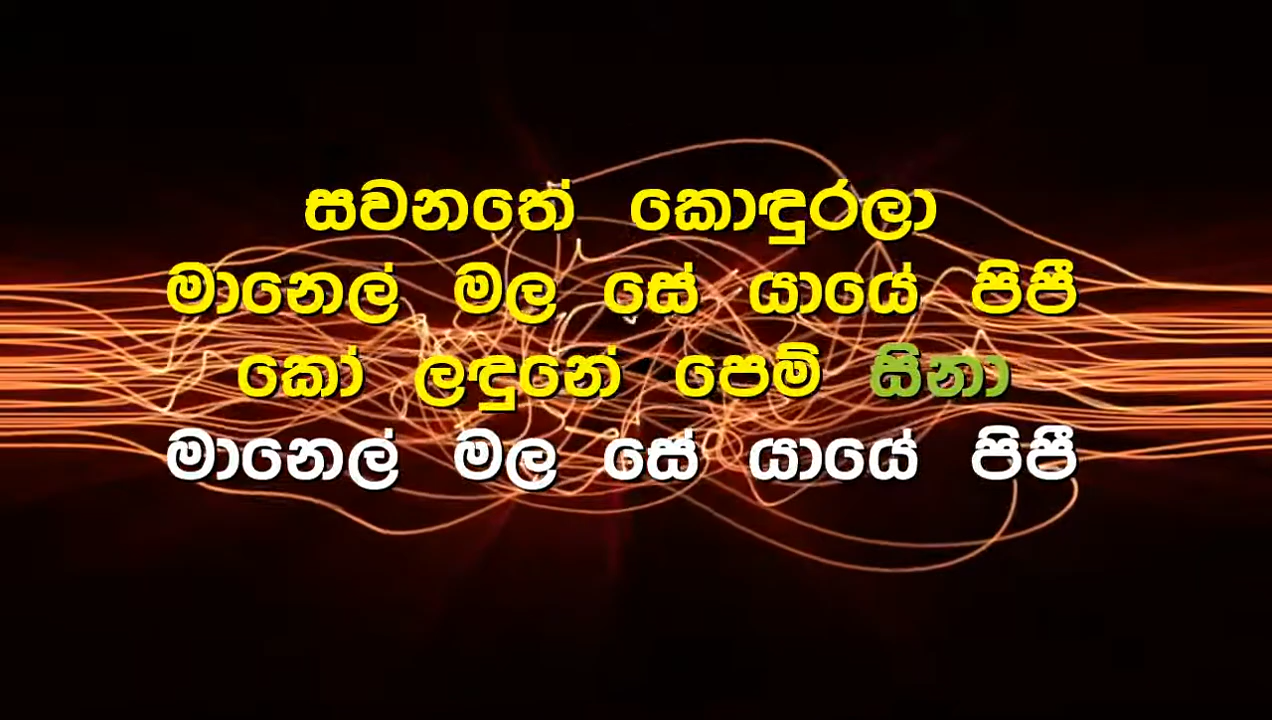 සවනතේ කොඳුරලා
මානෙල් මල සේ යායේ පිපී
කෝ ලඳුනේ පෙම් සිනා
මානෙල් මල සේ යායේ පිපී